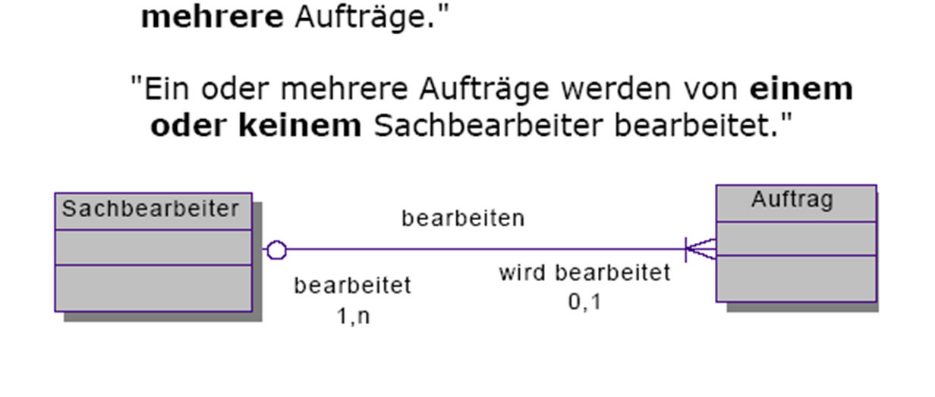 mehrere Aufträge."
"Ein oder mehrere Aufträge werden von einem
oder keinem Sachbearbeiter bearbeitet."
Sachbearbeiter
bearbeiten
Auftrag
bearbeitet
1,n
wird bearbeitet
0,1